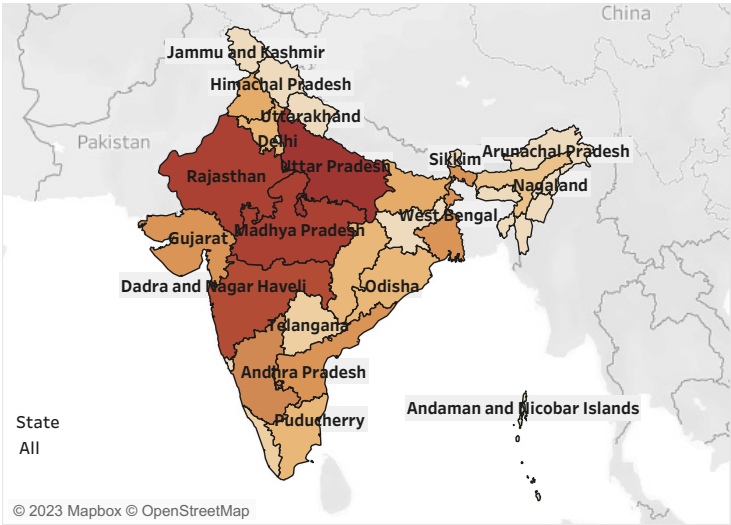 China
Jammu and Kashmir
Himachal Pradesh
Uttarakhand
Pakistan
Delhi
Uttar Pradesh
Sikkim
Arunachal Pradesh
Rajasthan
Nagaland
West Bengal
Gujarat
Madhya Pradesh
Dadra and Nagar Haveli
Odisha
Telangana
Andhra Pradesh
Andaman and Nicobar Islands
Puducherry
State
All
© 2023 Mapbox © OpenStreetMap